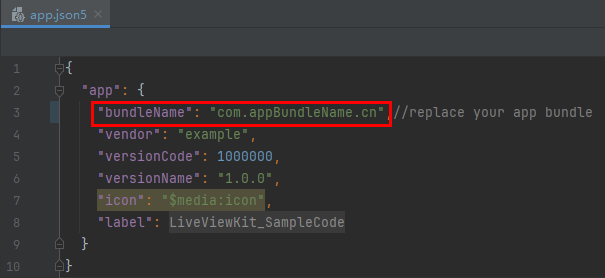 app.json5
1 {
2 "app": {
3 "bundleName": "com.appBundleName.cn",//replace your app bundle
4 "vendor": "example",
5 "versionCode": 1000000,
6 "versionName": "1.0.0",
7 "icon": "$media:icon",
8 "label": LiveViewKit_SampleCode
9 }
10 }